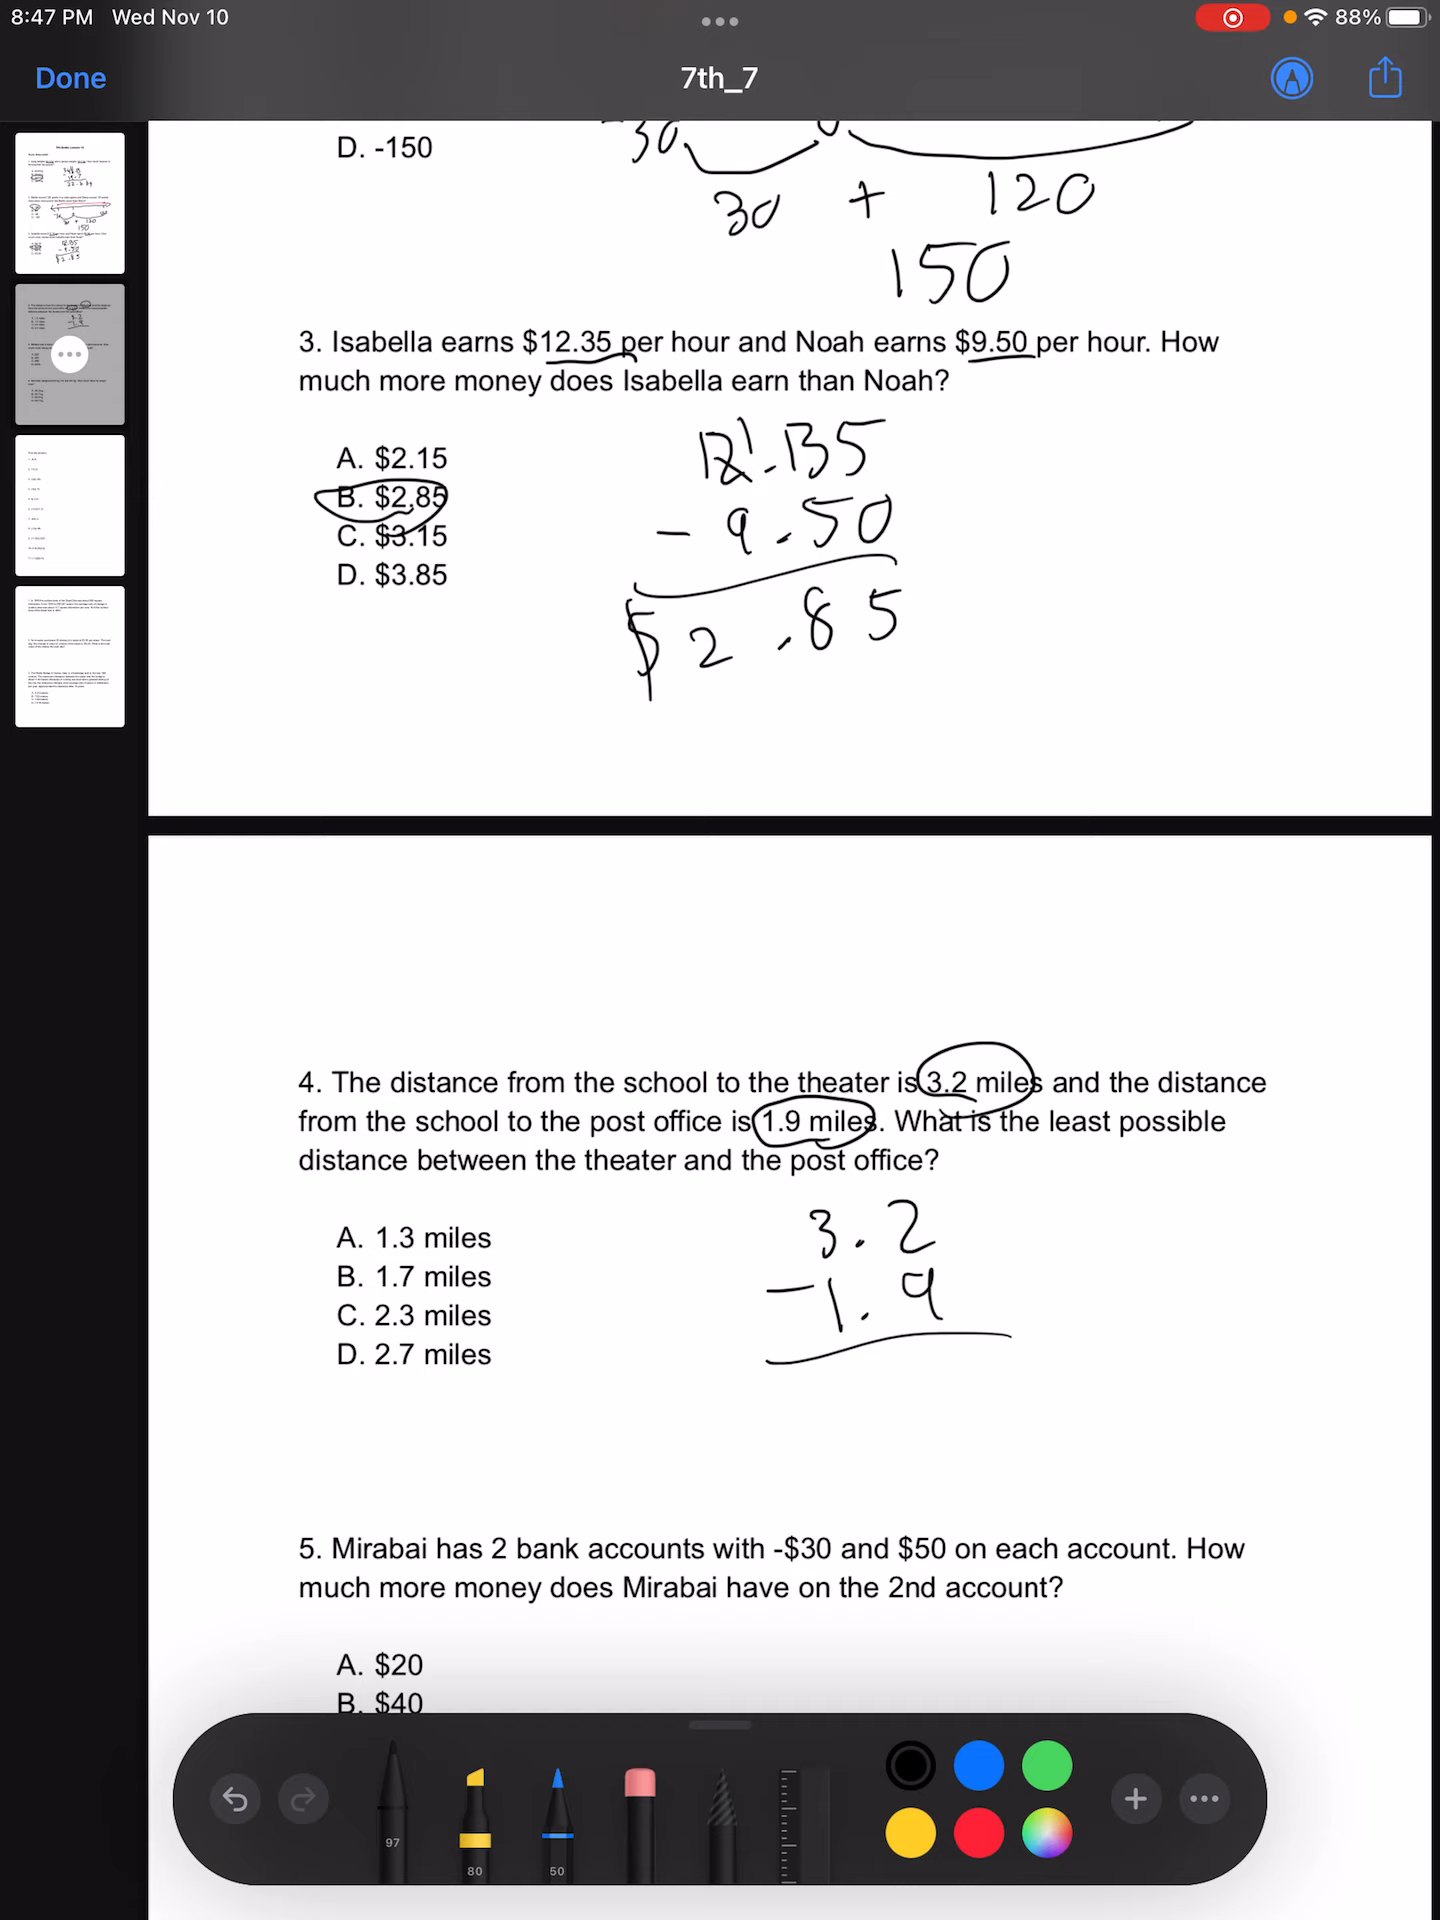 8:47 PM Wed Nov 10
88%
Done
7th_7
D. -150
30
0
30 + 120
150
3. Isabella earns $12.35 per hour and Noah earns $9.50 per hour. How
much more money does Isabella earn than Noah?
A. $2.15
B. $2.85
C. $3.15
D. $3.85
12.35
- 9.50
$2.85
4. The distance from the school to the theater is 3.2 miles and the distance
from the school to the post office is 1.9 miles. What is the least possible
distance between the theater and the post office?
A. 1.3 miles
B. 1.7 miles
C. 2.3 miles
D. 2.7 miles
3.2
-1.9
5. Mirabai has 2 bank accounts with -$30 and $50 on each account. How
much more money does Mirabai have on the 2nd account?
A. $20
B. $40
97
80
50